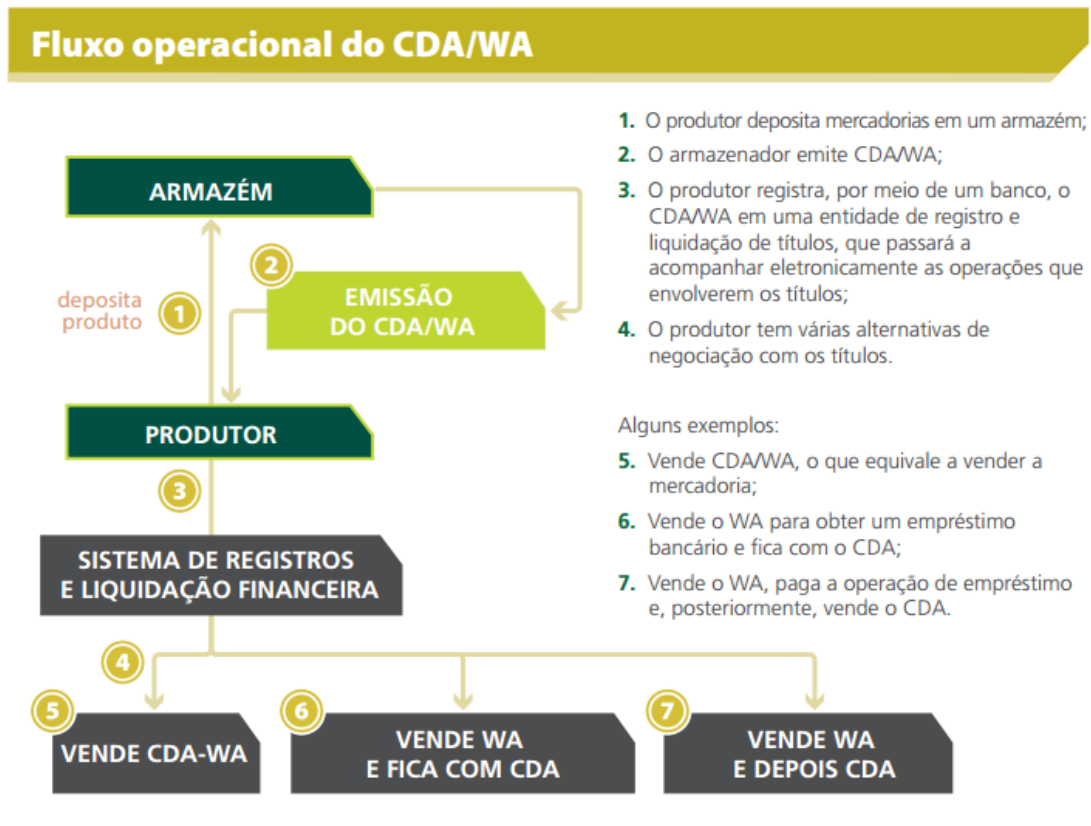 Fluxo operacional do CDA/WA
ARMAZÉM
2
EMISSÃO
DO CDA/WA
deposita
produto
1
PRODUTOR
3
SISTEMA DE REGISTROS
E LIQUIDAÇÃO FINANCEIRA
4
5
VENDE CDA-WA
6
VENDE WA
E FICA COM CDA
7
VENDE WA
E DEPOIS CDA
1. O produtor deposita mercadorias em um armazém;
2. O armazenador emite CDA/WA;
3. O produtor registra, por meio de um banco, o
CDA/WA em uma entidade de registro e
liquidação de títulos, que passará a
acompanhar eletronicamente as operações que
envolverem os títulos;
4. O produtor tem várias alternativas de
negociação com os títulos.
Alguns exemplos:
5. Vende CDA/WA, o que equivale a vender a
mercadoria;
6. Vende o WA para obter um empréstimo
bancário e fica com o CDA;
7. Vende o WA, paga a operação de empréstimo
e, posteriormente, vende o CDA.